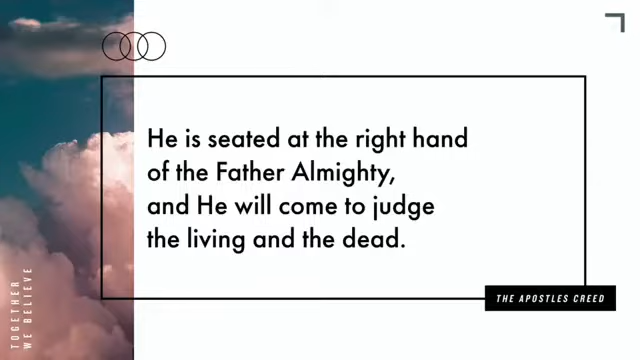 He is seated at the right hand
of the Father Almighty,
and He will come to judge
the living and the dead.
THE APOSTLES CREED
TOGETHER
WE BELIEVE